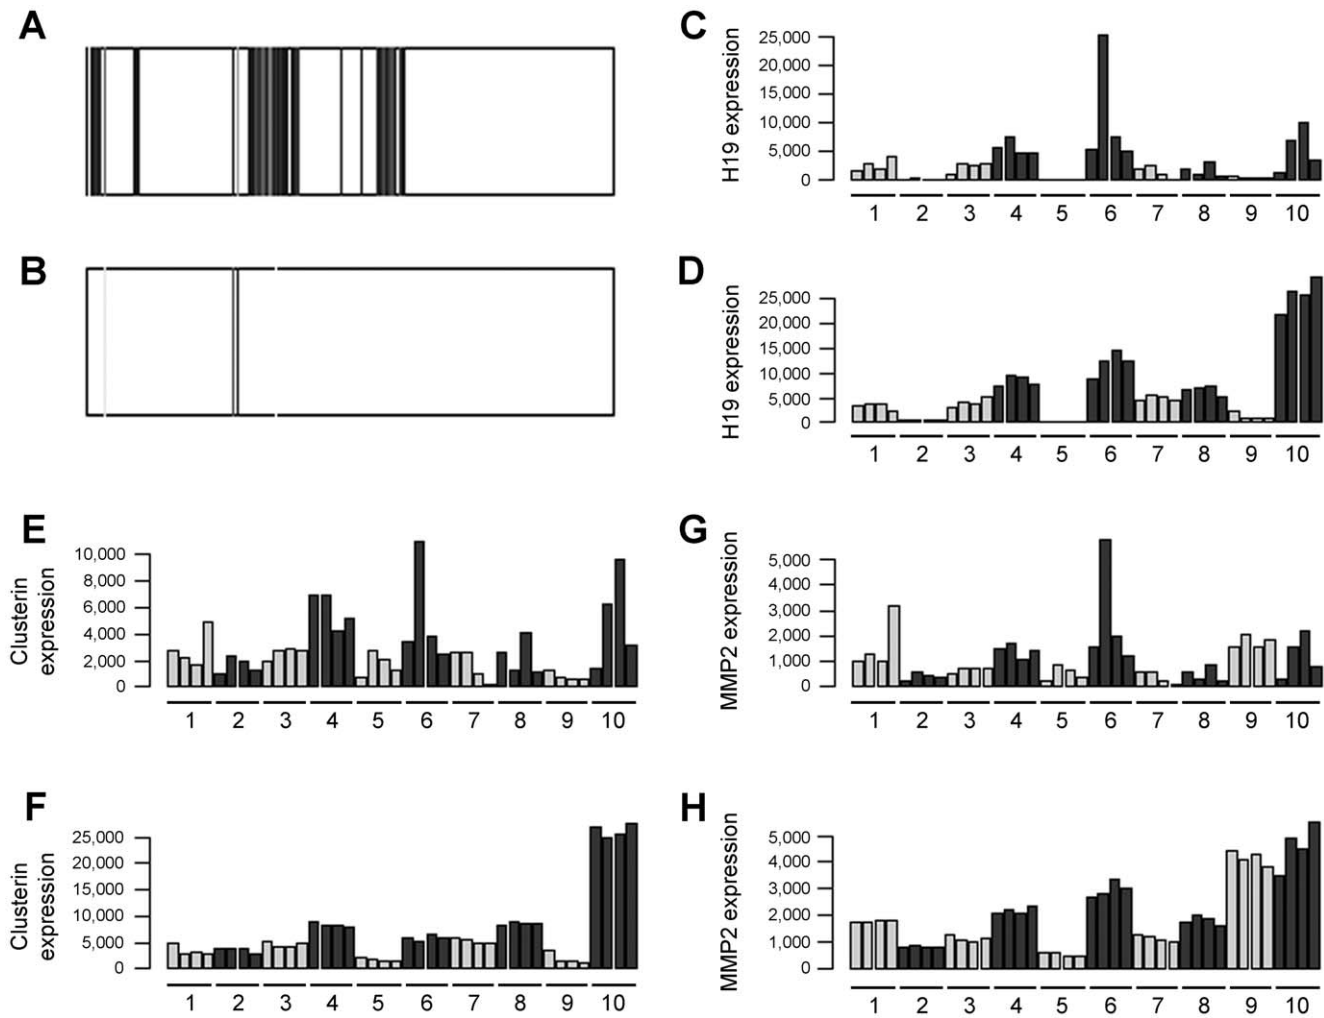 A
B
C
H19 expression
25,000
20,000
15,000
10,000
5,000
0
1 2 3 4 5 6 7 8 9 10
D
H19 expression
25,000
20,000
15,000
10,000
5,000
0
1 2 3 4 5 6 7 8 9 10
E
Clusterin
expression
10,000
8,000
6,000
4,000
2,000
0
1 2 3 4 5 6 7 8 9 10
G
MMP2 expression
5,000
4,000
3,000
2,000
1,000
0
1 2 3 4 5 6 7 8 9 10
F
Clusterin
expression
25,000
20,000
15,000
10,000
5,000
0
1 2 3 4 5 6 7 8 9 10
H
MMP2 expression
5,000
4,000
3,000
2,000
1,000
0
1 2 3 4 5 6 7 8 9 10